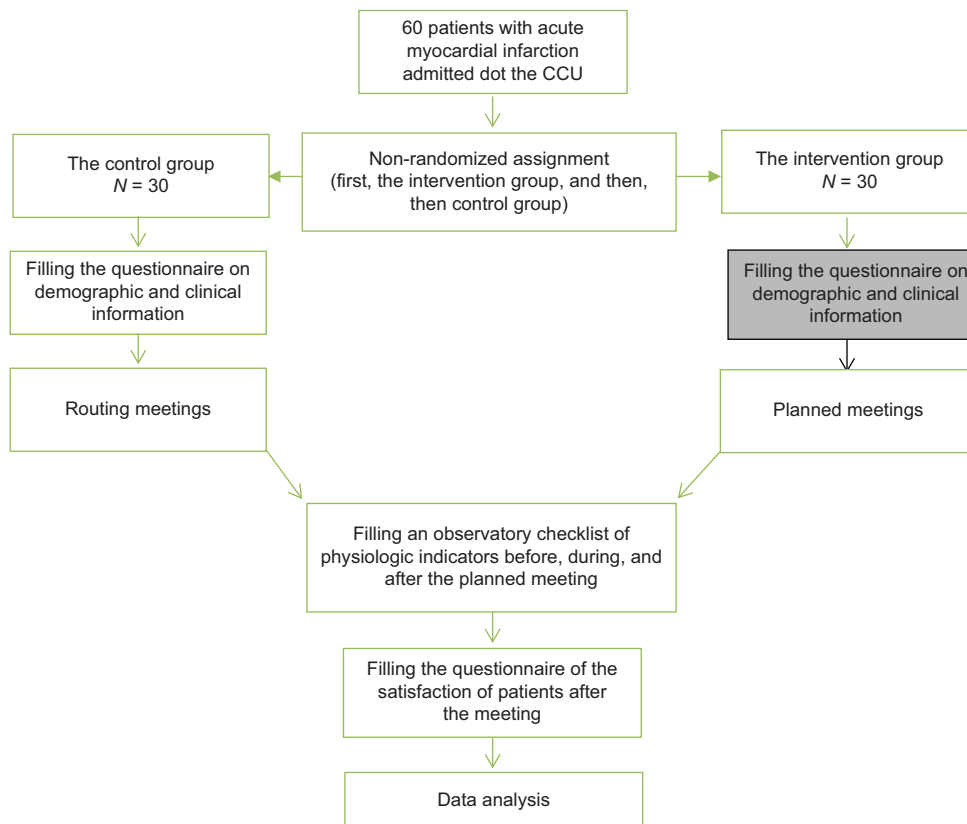 60 patients with acute
myocardial infarction
admitted dot the CCU
The control group
N = 30
Non-randomized assignment
(first, the intervention group, and then,
then control group)
The intervention group
N = 30
Filling the questionnaire on
demographic and clinical
information
Filling the questionnaire on
demographic and clinical
information
Routing meetings
Planned meetings
Filling an observatory checklist of
physiologic indicators before, during, and
after the planned meeting
Filling the questionnaire of the
satisfaction of patients after
the meeting
Data analysis